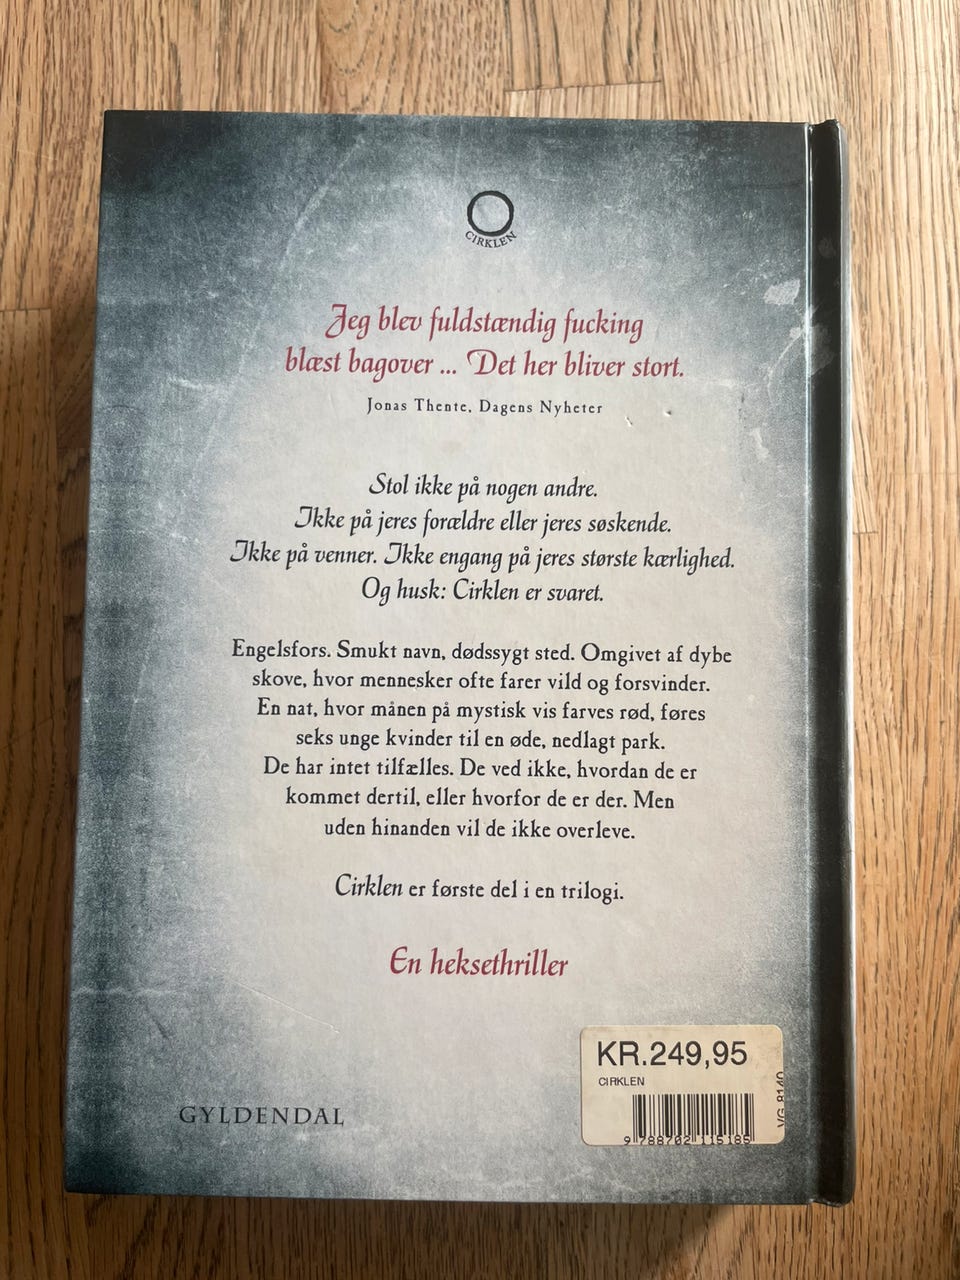 CIRKLEN
Jeg blev fuldstændig fucking
blæst bagover ... Det her bliver stort.
Jonas Thente, Dagens Nyheter
Stol ikke på nogen andre.
Ikke på jeres forældre eller jeres søskende.
Ikke på venner. Ikke engang på jeres største kærlighed.
Og husk: Cirklen er svaret.
Engelsfors. Smukt navn, dødssygt sted. Omgivet af dybe
skove, hvor mennesker ofte farer vild og forsvinder.
En nat, hvor månen på mystisk vis farves rød, føres
seks unge kvinder til en øde, nedlagt park.
De har intet tilfælles. De ved ikke, hvordan de er
kommet dertil, eller hvorfor de er der. Men
uden hinanden vil de ikke overleve.
Cirklen er første del i en trilogi.
En heksethriller
KR.249,95
CIRKLEN
VG 8140
9 788702 115185
GYLDENDAL